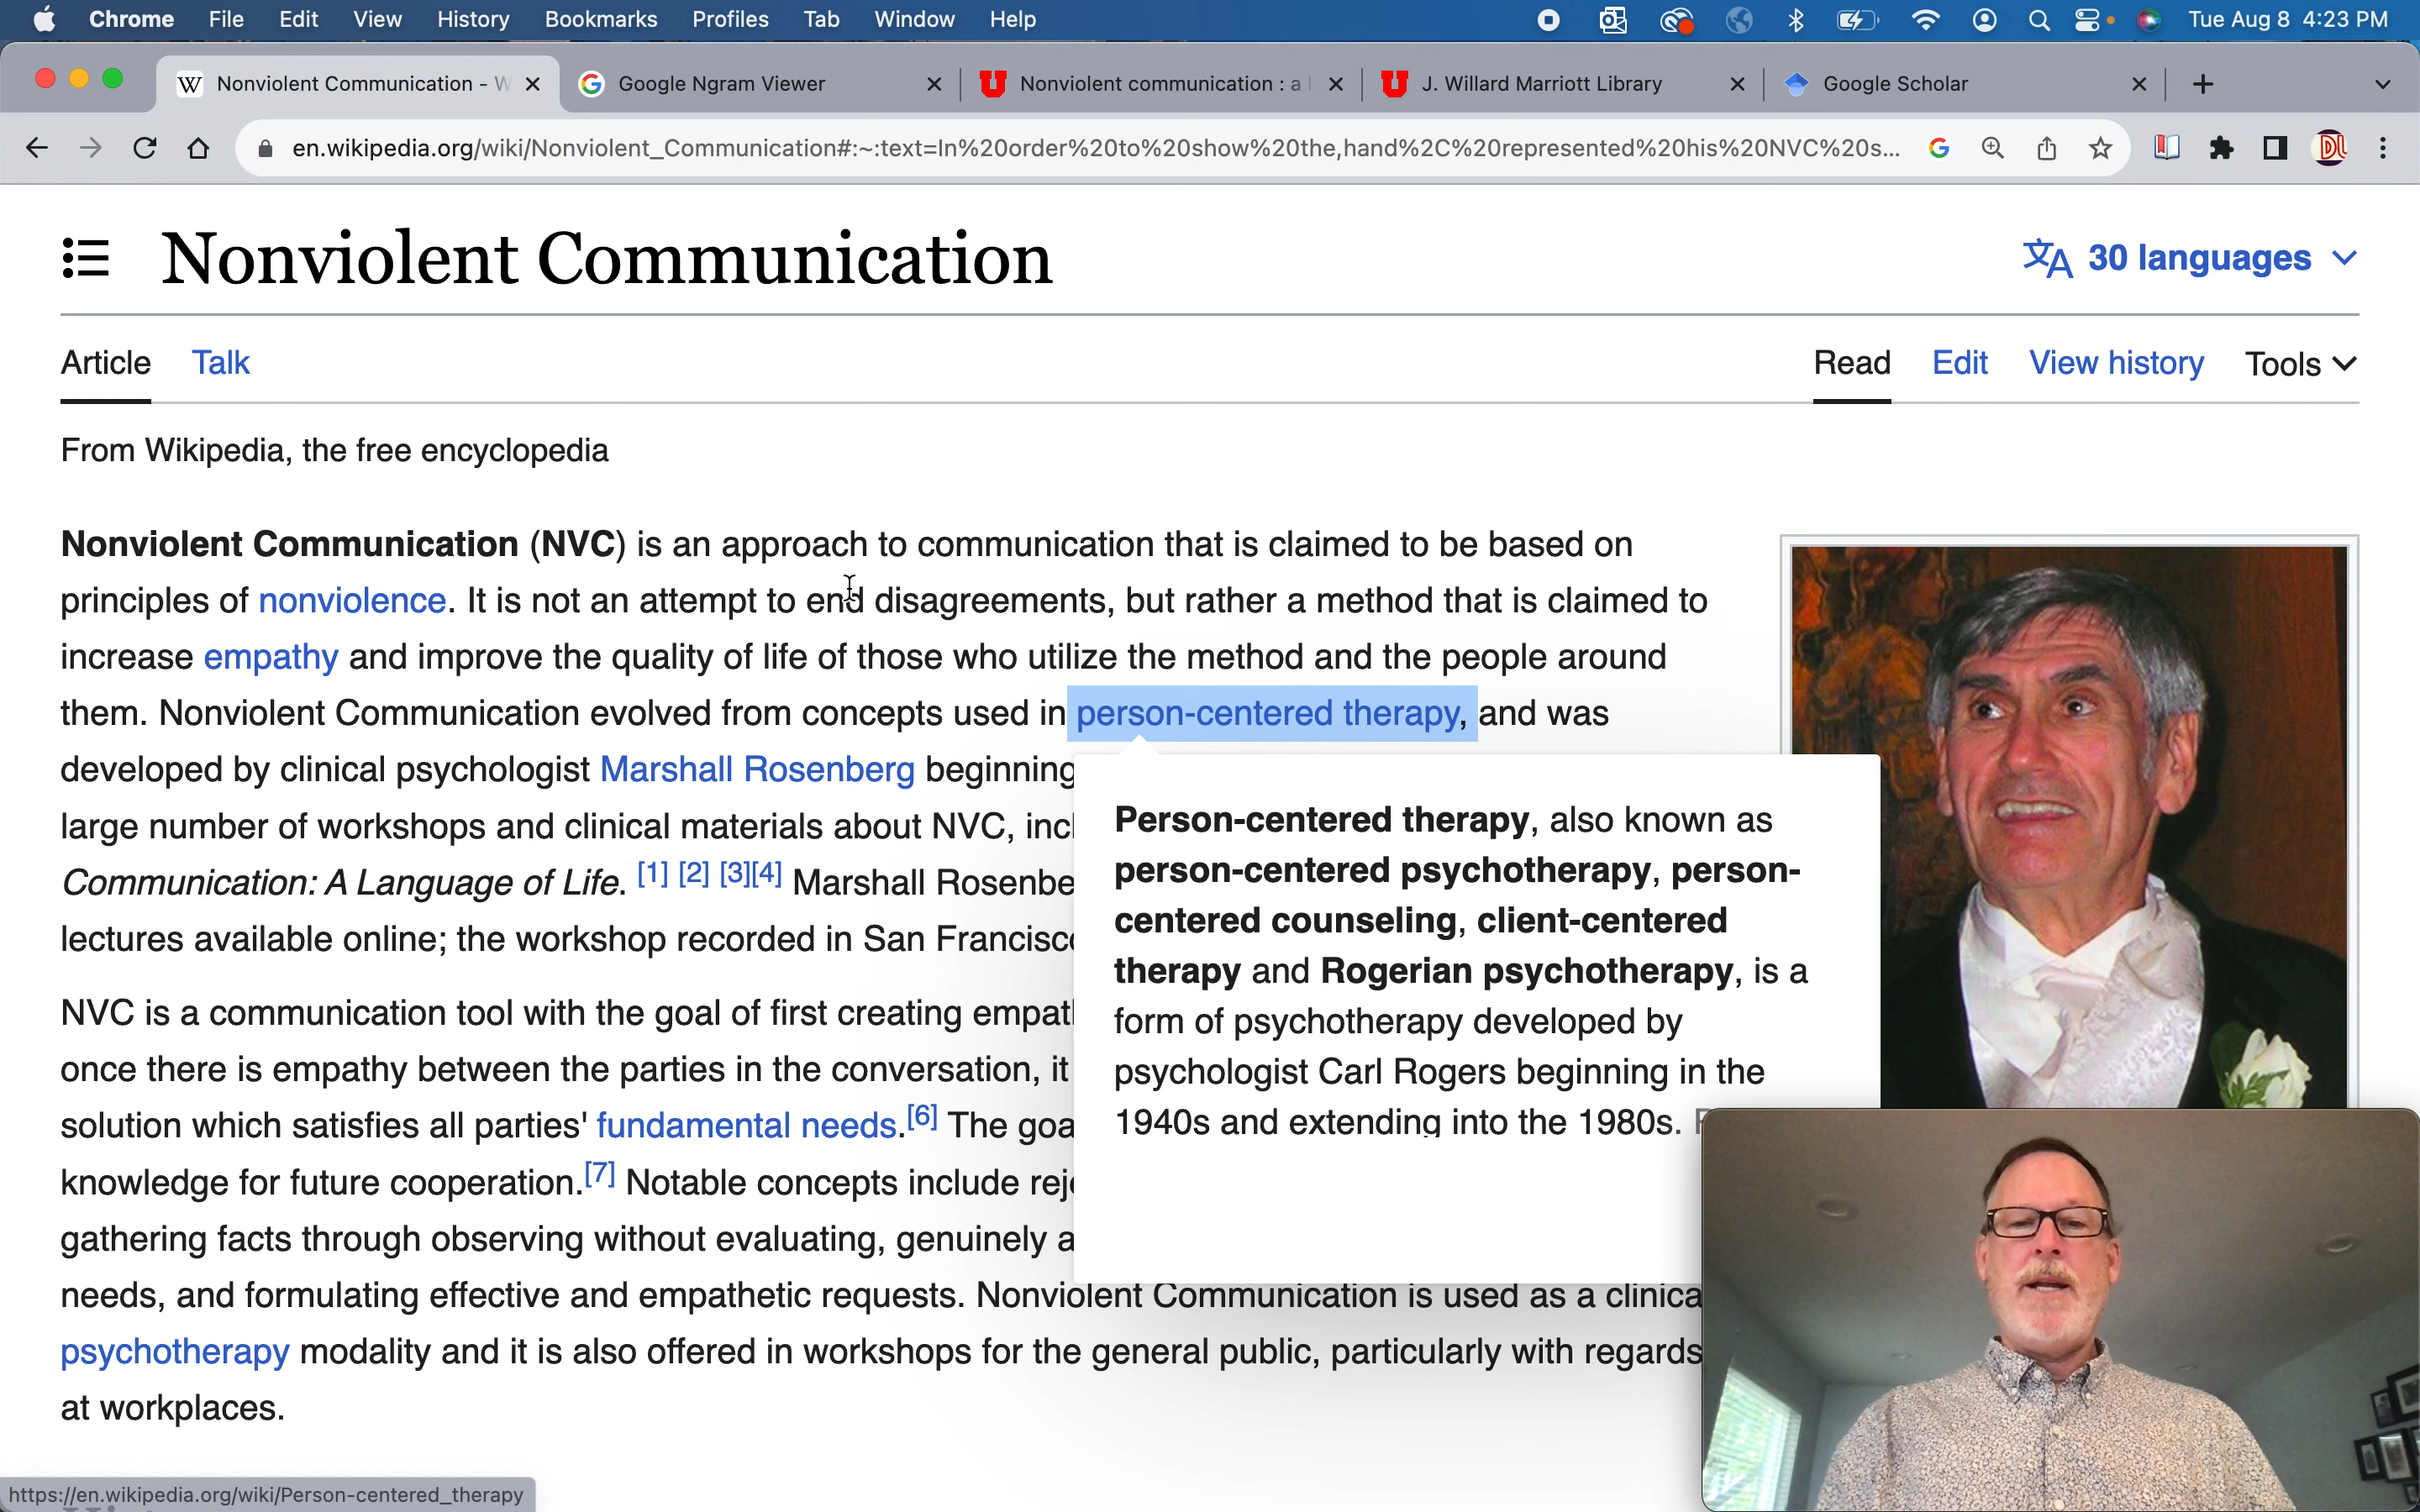 Chrome File Edit View History Bookmarks Profiles Tab Window Help Tue Aug 8 4:23 PM
Nonviolent Communication - W Google Ngram Viewer Nonviolent communication : a l J. Willard Marriott Library Google Scholar
en.wikipedia.org/wiki/Nonviolent_Communication#:~:text=In%20order%20to%20show%20the,hand%2C%20represented%20his%20NVC%20s...
Nonviolent Communication
30 languages
Article Talk Read Edit View history Tools
From Wikipedia, the free encyclopedia
Nonviolent Communication (NVC) is an approach to communication that is claimed to be based on
principles of nonviolence. It is not an attempt to end disagreements, but rather a method that is claimed to
increase empathy and improve the quality of life of those who utilize the method and the people around
them. Nonviolent Communication evolved from concepts used in person-centered therapy, and was
developed by clinical psychologist Marshall Rosenberg beginning
large number of workshops and clinical materials about NVC, incl
Communication: A Language of Life. [1] [2] [3][4] Marshall Rosenbe
lectures available online; the workshop recorded in San Francisco
NVC is a communication tool with the goal of first creating empath
once there is empathy between the parties in the conversation, it
solution which satisfies all parties' fundamental needs.[6] The goa
knowledge for future cooperation.[7] Notable concepts include reje
gathering facts through observing without evaluating, genuinely a
needs, and formulating effective and empathetic requests. Nonviolent Communication is used as a clinica
psychotherapy modality and it is also offered in workshops for the general public, particularly with regards
at workplaces.
Person-centered therapy, also known as
person-centered psychotherapy, person-
centered counseling, client-centered
therapy and Rogerian psychotherapy, is a
form of psychotherapy developed by
psychologist Carl Rogers beginning in the
1940s and extending into the 1980s.
https://en.wikipedia.org/wiki/Person-centered_therapy